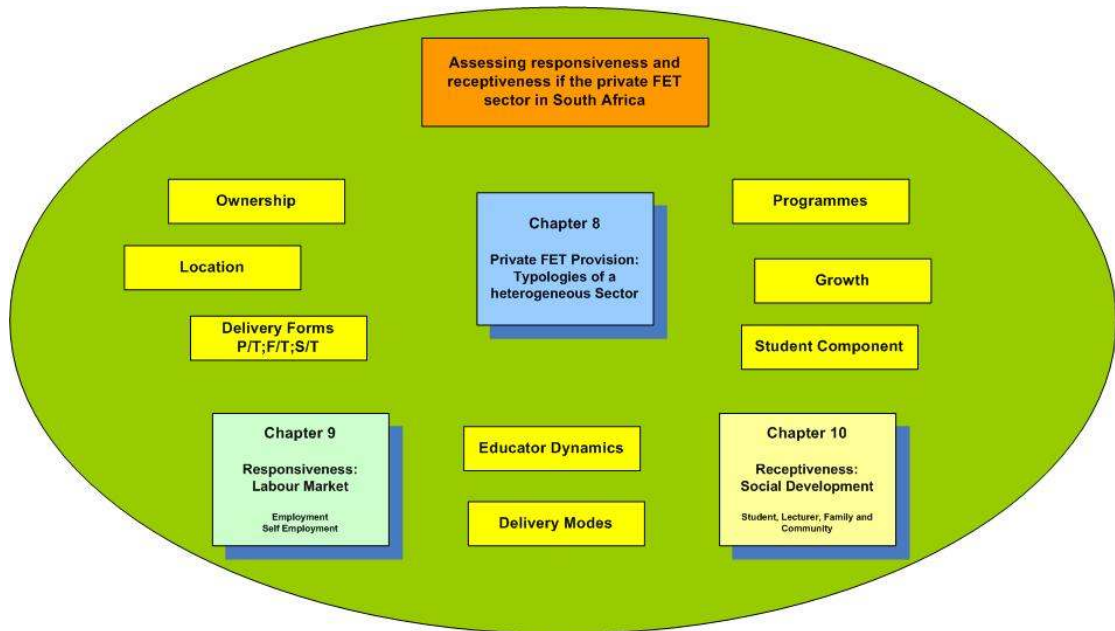 Assessing responsiveness and
receptiveness if the private FET
sector in South Africa
Ownership
Location
Delivery Forms
P/T;F/T;S/T
Chapter 8
Private FET Provision:
Typologies of a
heterogeneous Sector
Programmes
Growth
Student Component
Chapter 9
Responsiveness:
Labour Market
Employment
Self Employment
Educator Dynamics
Delivery Modes
Chapter 10
Receptiveness:
Social Development
Student, Lecturer, Family and
Community